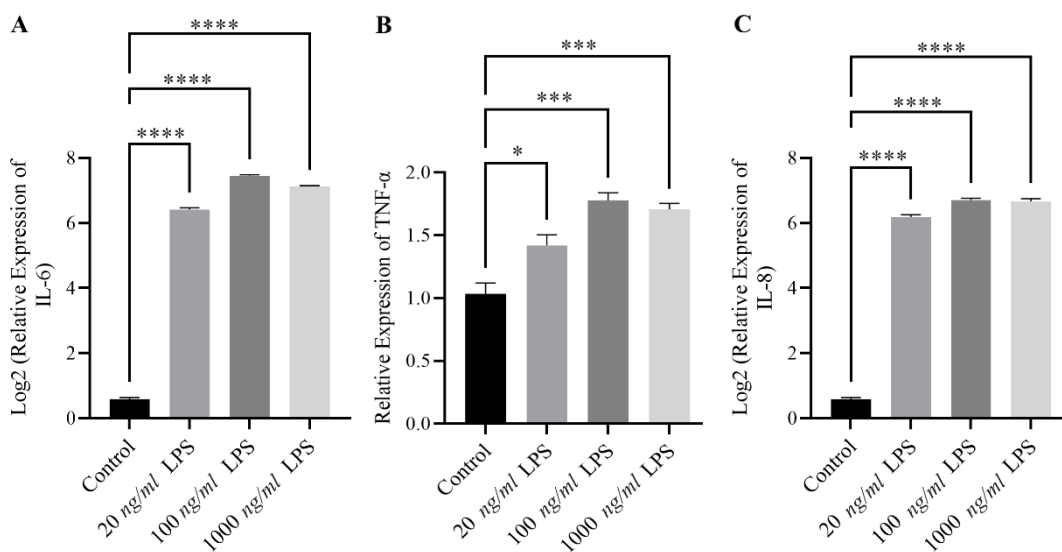 A
****
****
****
8
6
4
2
0
Log2 (Relative Expression of
IL-6)
Control
20 ng/ml LPS
100 ng/ml LPS
1000 ng/ml LPS
B
***
***
*
2.0
1.5
1.0
0.5
0.0
Relative Expression of TNF-α
Control
20 ng/ml LPS
100 ng/ml LPS
1000 ng/ml LPS
C
****
****
****
8
6
4
2
0
Log2 (Relative Expression of
IL-8)
Control
20 ng/ml LPS
100 ng/ml LPS
1000 ng/ml LPS